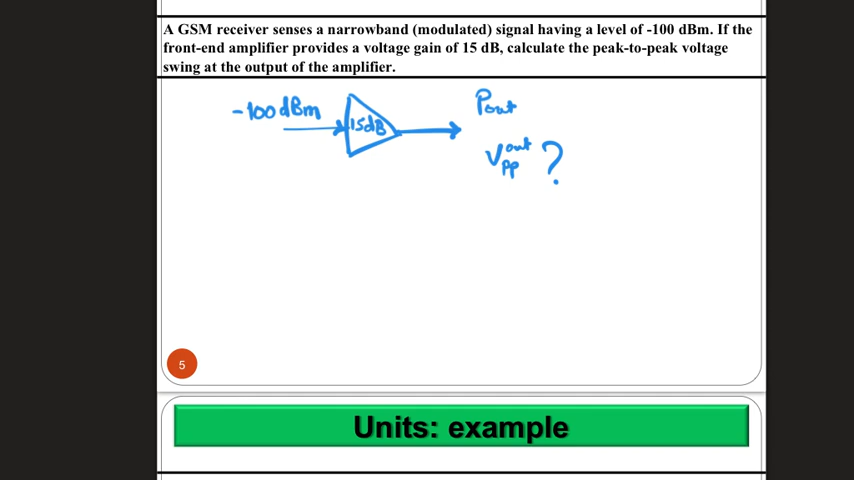 A GSM receiver senses a narrowband (modulated) signal having a level of -100 dBm. If the
front-end amplifier provides a voltage gain of 15 dB, calculate the peak-to-peak voltage
swing at the output of the amplifier.
-100 dBm
15dB
Pout
Vpp out ?
5
Units: example